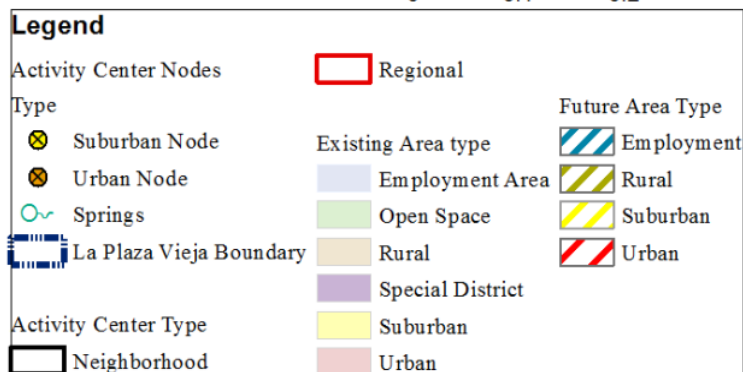 Legend
Activity Center Nodes
Type
Suburban Node
Urban Node
Springs
La Plaza Vieja Boundary
Activity Center Type
Neighborhood
Regional
Existing Area type
Employment Area
Open Space
Rural
Special District
Suburban
Urban
Future Area Type
Employment
Rural
Suburban
Urban